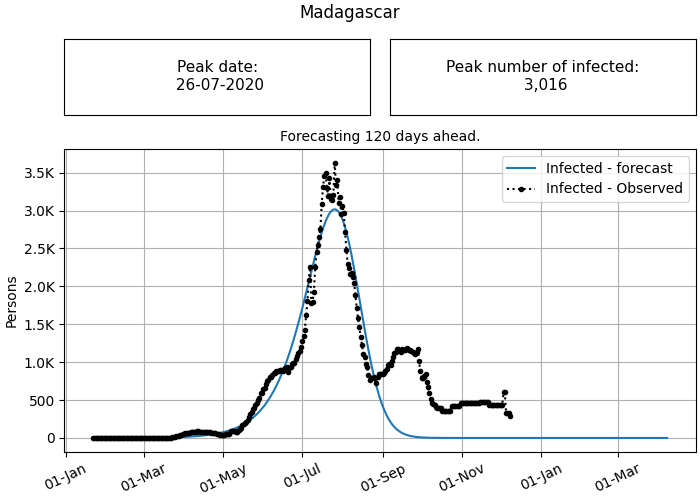 Madagascar
Peak date:
26-07-2020
Peak number of infected:
3,016
Forecasting 120 days ahead.
Infected - forecast
Infected - Observed
Persons
3.5K
3.0K
2.5K
2.0K
1.5K
1.0K
500
0
01-Jan
01-Mar
01-May
01-Jul
01-Sep
01-Nov
01-Jan
01-Mar